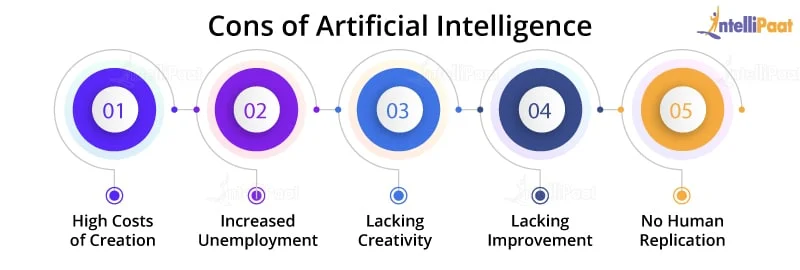 Cons of Artificial Intelligence
IntelliPaat
01
02
03
04
05
High Costs
of Creation
Increased
Unemployment
Lacking
Creativity
Lacking
Improvement
No Human
Replication